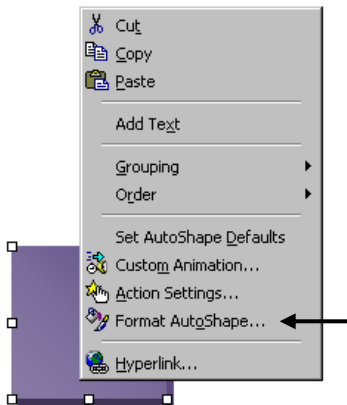 Cut
Copy
Paste
Add Text
Grouping
Order
Set AutoShape Defaults
Custom Animation...
Action Settings...
Format AutoShape...
Hyperlink...